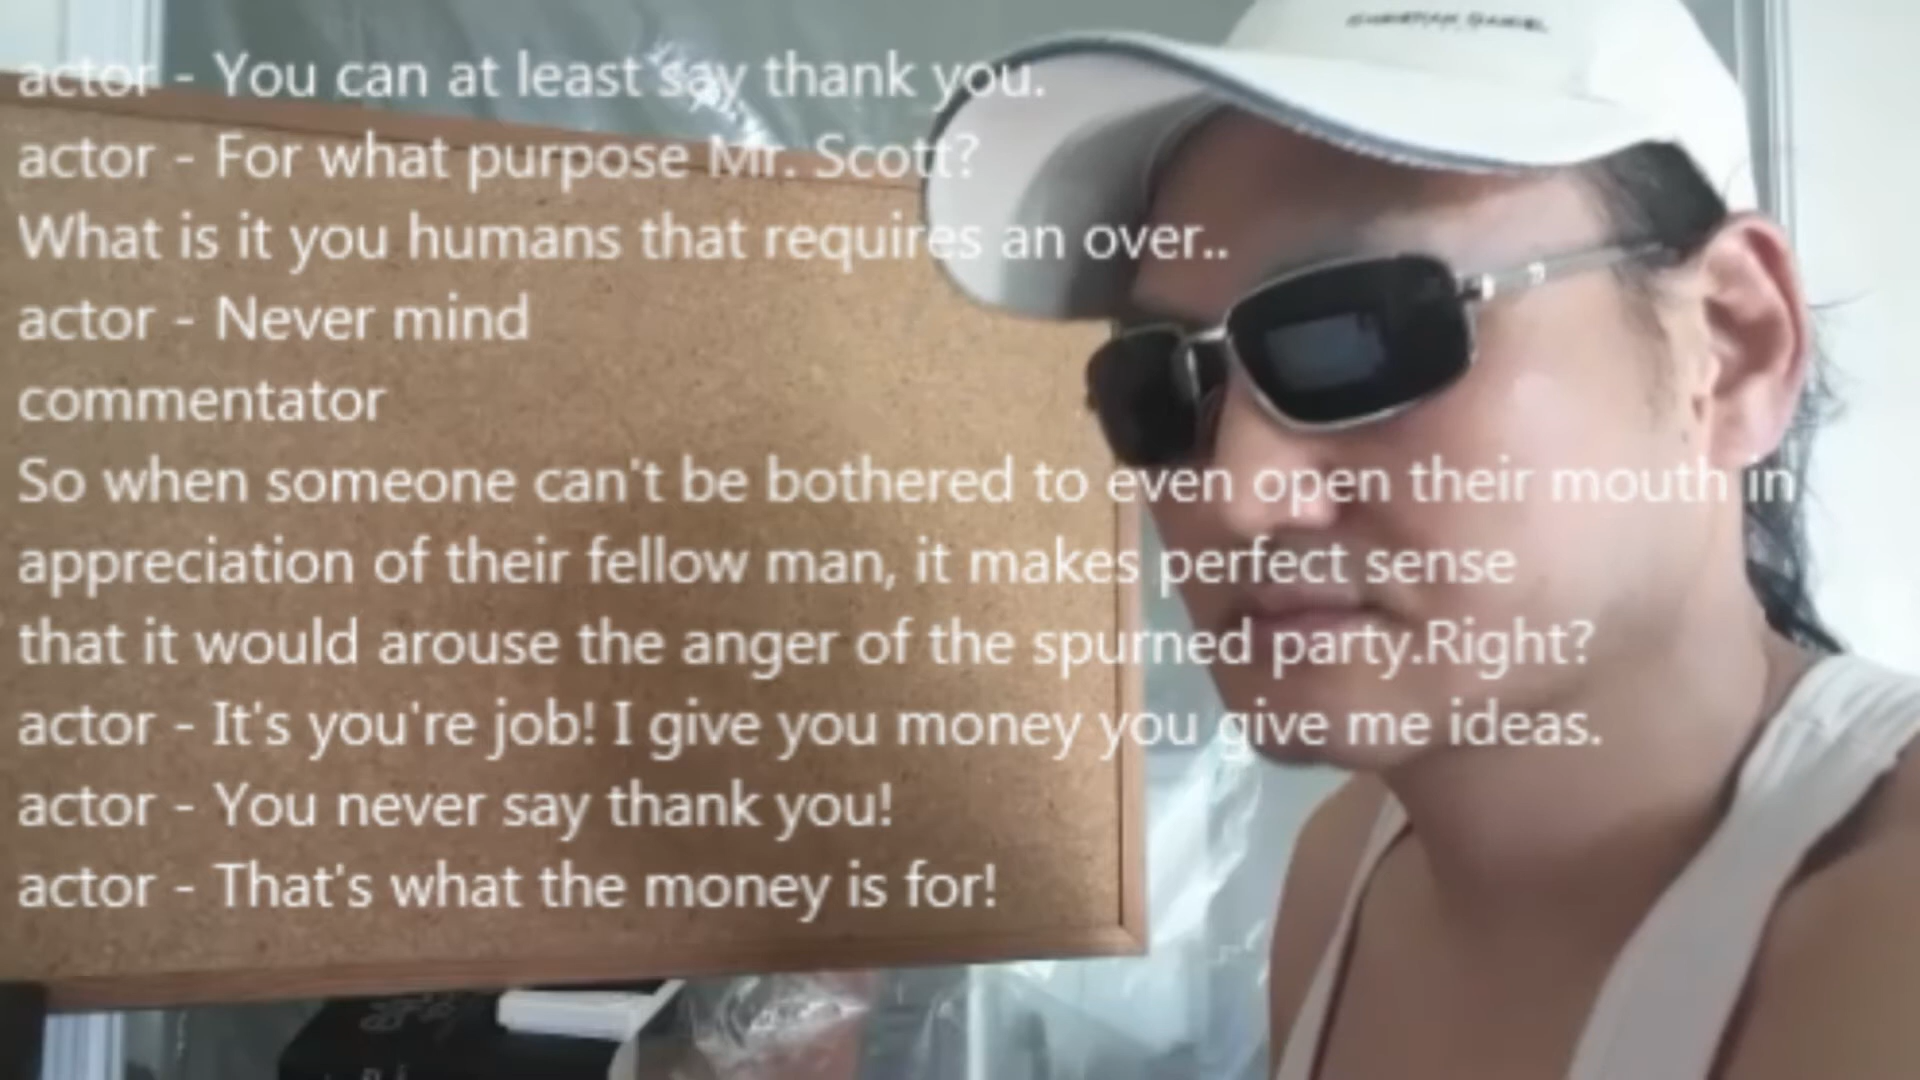 CHRISTIAN DANIEL
actor - You can at least say thank you.
actor - For what purpose Mr. Scott?
What is it you humans that requires an over..
actor - Never mind
commentator
So when someone can't be bothered to even open their mouth in
appreciation of their fellow man, it makes perfect sense
that it would arouse the anger of the spurned party.Right?
actor - It's you're job! I give you money you give me ideas.
actor - You never say thank you!
actor - That's what the money is for!